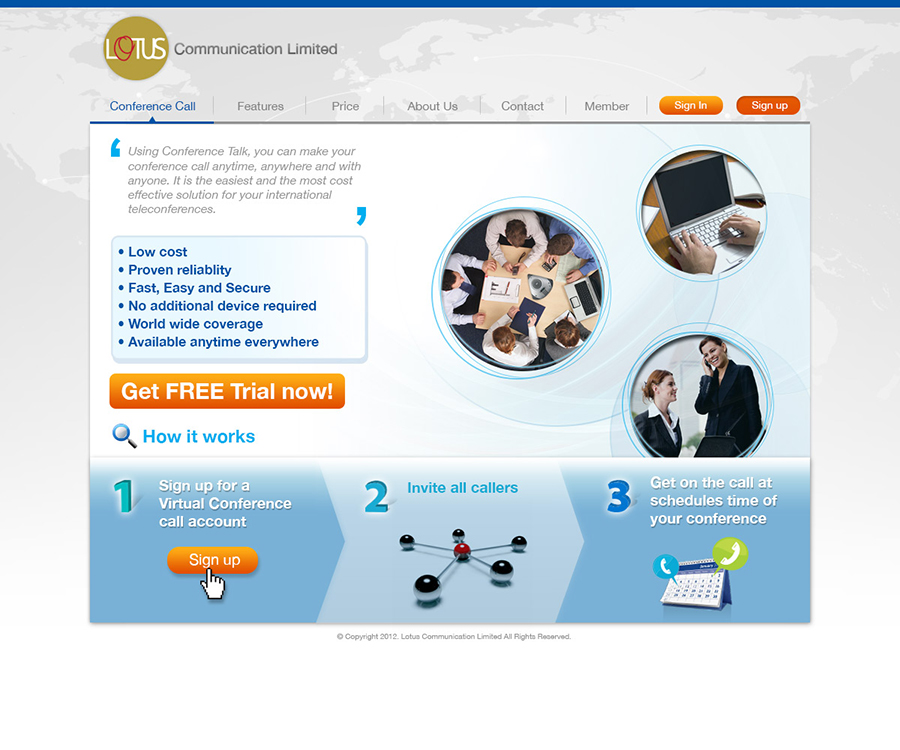 LOTUS Communication Limited
Conference Call Features Price About Us Contact Member Sign In Sign up
Using Conference Talk, you can make your
conference call anytime, anywhere and with
anyone. It is the easiest and the most cost
effective solution for your international
teleconferences.
• Low cost
• Proven reliablity
• Fast, Easy and Secure
• No additional device required
• World wide coverage
• Available anytime everywhere
Get FREE Trial now!
How it works
1 Sign up for a
Virtual Conference
call account
Sign up
2 Invite all callers
3 Get on the call at
schedules time of
your conference
© Copyright 2012. Lotus Communication Limited All Rights Reserved.